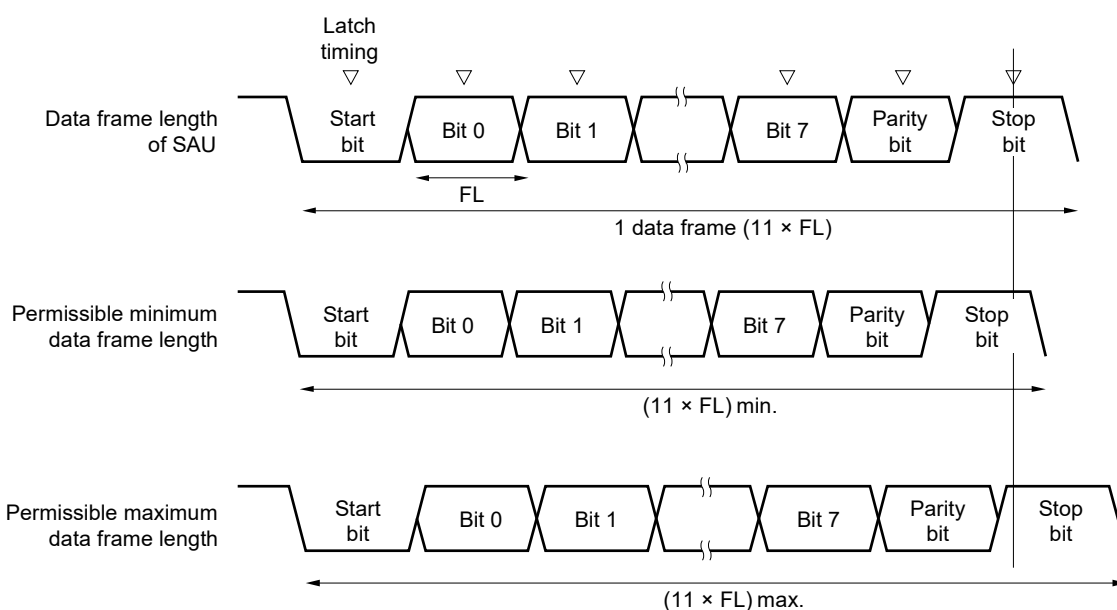 Latch
timing
Data frame length
of SAU
Start
bit
Bit 0
Bit 1
Bit 7
Parity
bit
Stop
bit
FL
1 data frame (11 × FL)
Permissible minimum
data frame length
Start
bit
Bit 0
Bit 1
Bit 7
Parity
bit
Stop
bit
(11 × FL) min.
Permissible maximum
data frame length
Start
bit
Bit 0
Bit 1
Bit 7
Parity
bit
Stop
bit
(11 × FL) max.